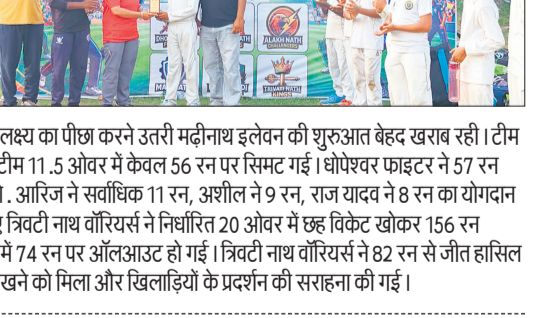 ALAKH NATH
CHALLENGERS
TRIVATI NATH
KINGS
लक्ष्य का पीछा करने उतरी मढ़ीनाथ इलेवन की शुरुआत बेहद खराब रही । टीम
टीम 11 .5 ओवर में केवल 56 रन पर सिमट गई । धोपेश्वर फाइटर ने 57 रन
. आरिज ने सर्वाधिक 11 रन, अशील ने 9 रन, राज यादव ने 8 रन का योगदान
त्रिवटी नाथ वॉरियर्स ने निर्धारित 20 ओवर में छह विकेट खोकर 156 रन
में 74 रन पर ऑलआउट हो गई । त्रिवटी नाथ वॉरियर्स ने 82 रन से जीत हासिल
खने को मिला और खिलाड़ियों के प्रदर्शन की सराहना की गई ।